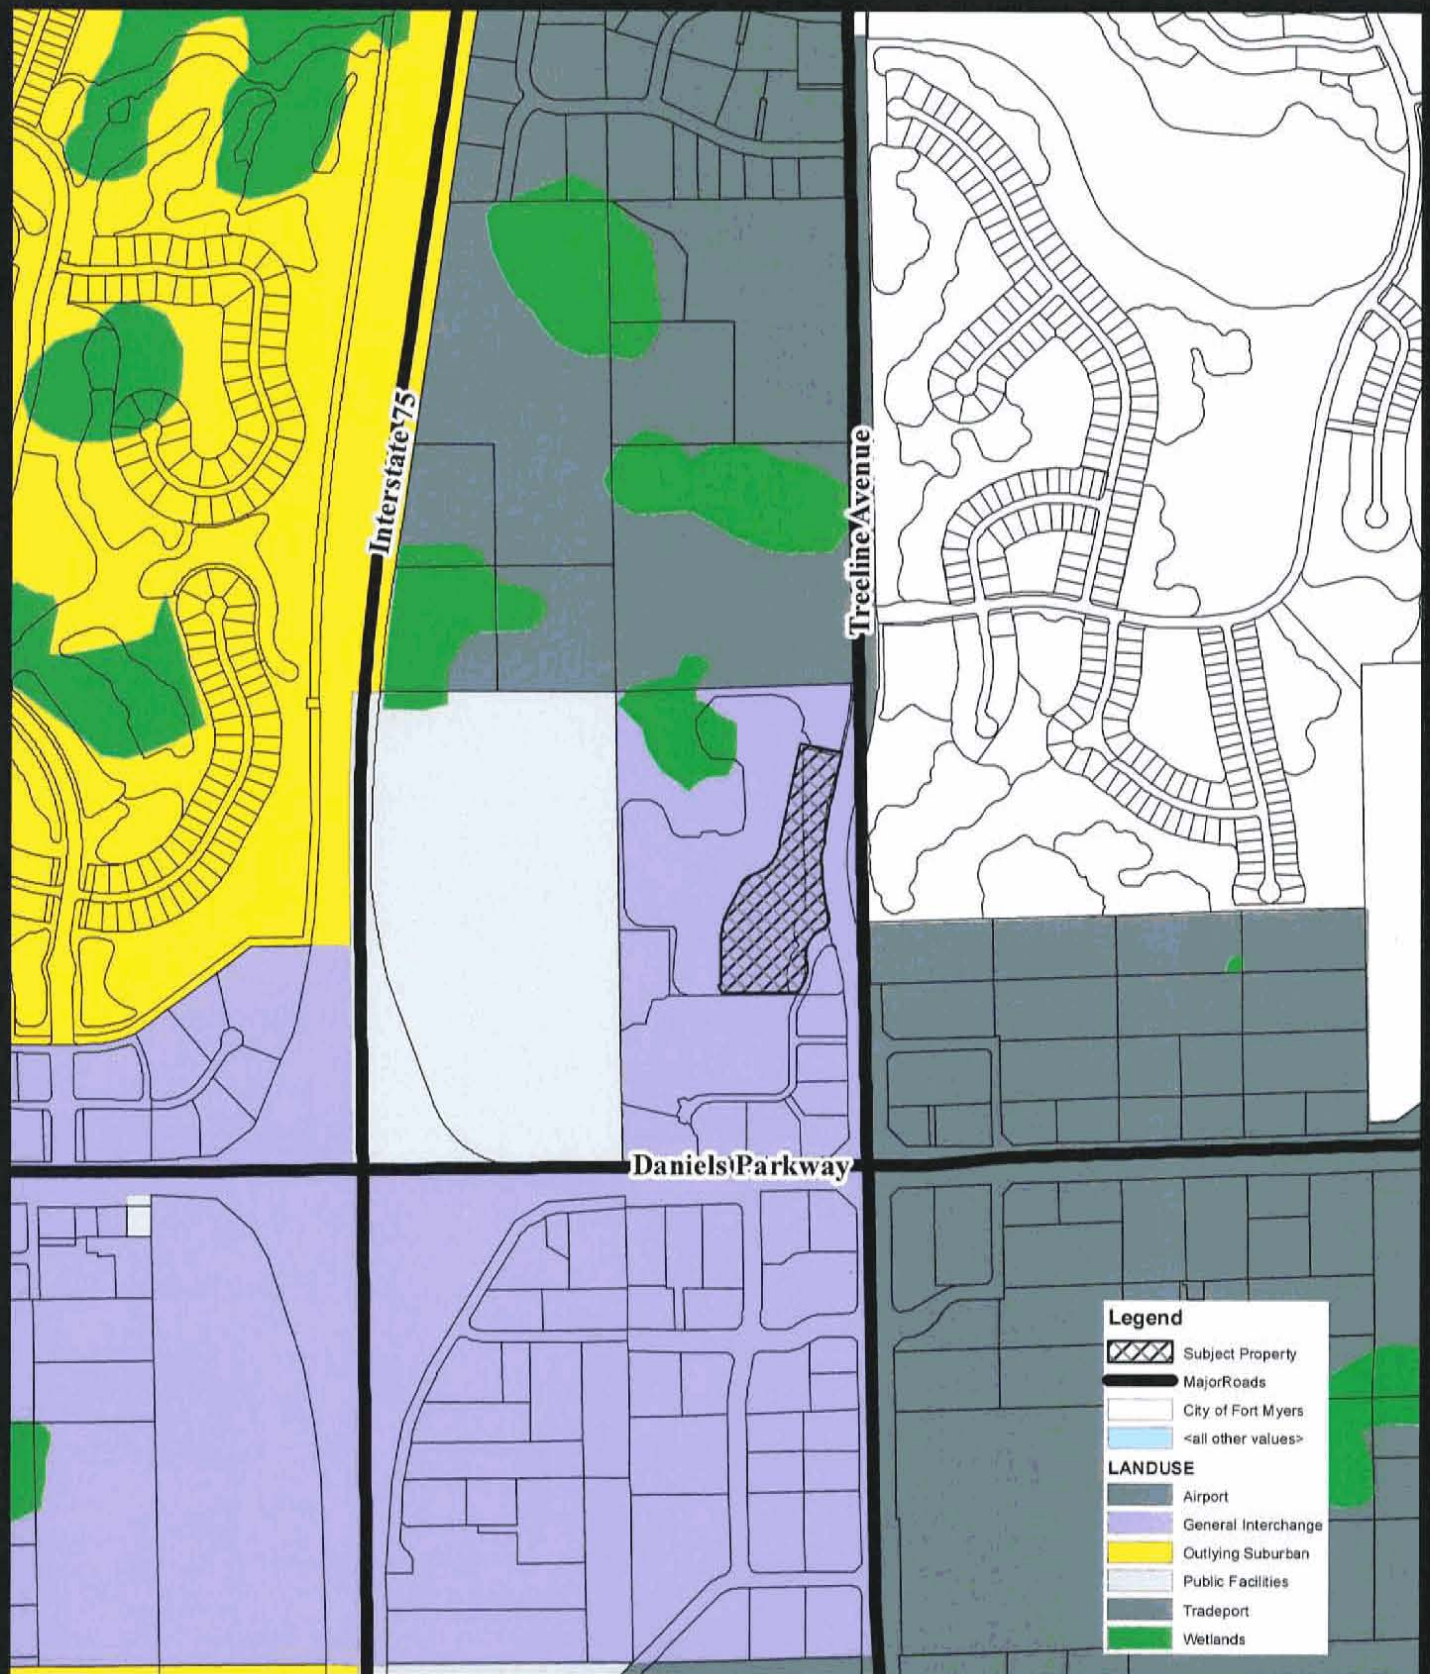 Interstate 75
Treeline Avenue
Daniels Parkway
Legend
Subject Property
MajorRoads
City of Fort Myers
<all other values>
LANDUSE
Airport
General Interchange
Outlying Suburban
Public Facilities
Tradeport
Wetlands